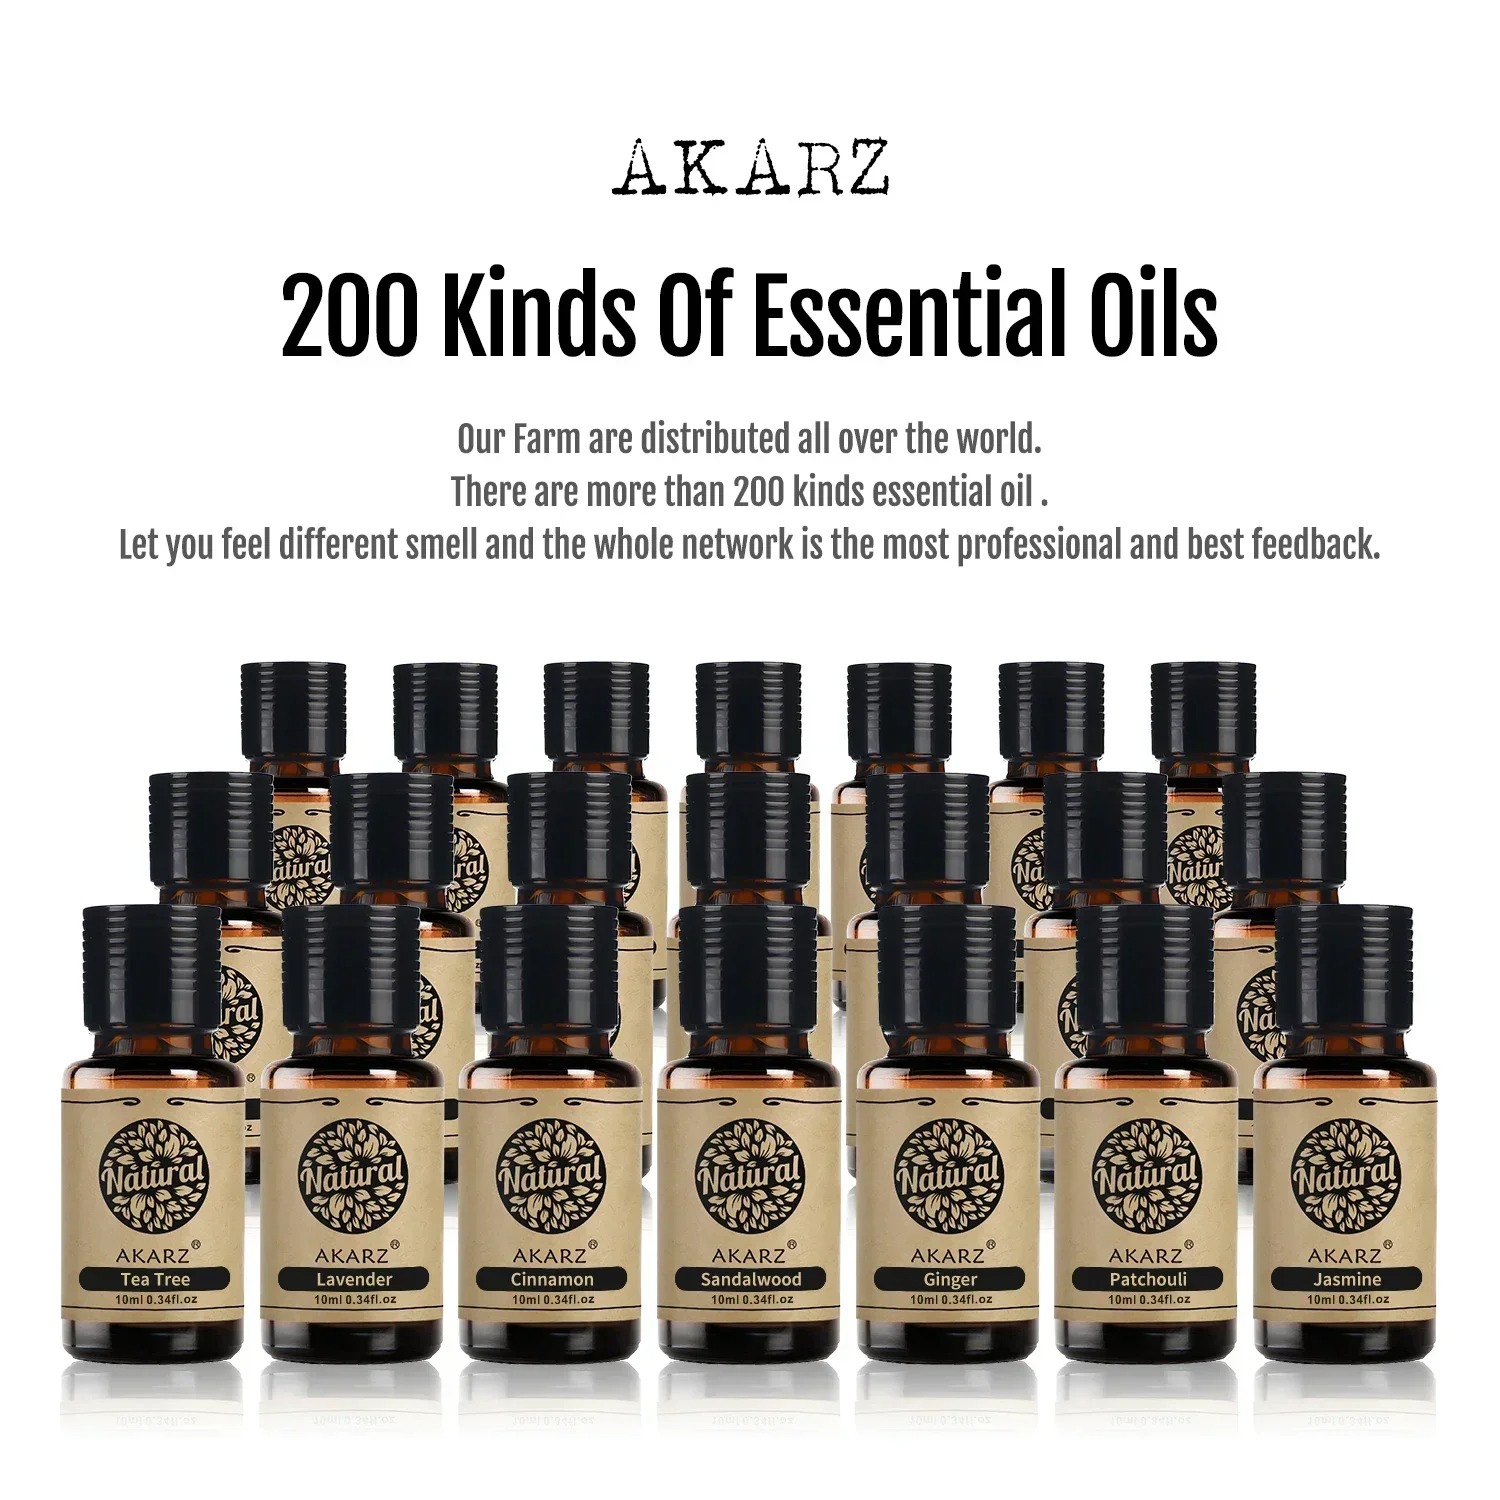 AKARZ
200 Kinds Of Essential Oils
Our Farm are distributed all over the world.
There are more than 200 kinds essential oil .
Let you feel different smell and the whole network is the most professional and best feedback.
Natural
Natural
Natural
Natural
Natural
Natural
Natural
AKARZ®
Tea Tree
10ml 0.34fl.oz
AKARZ®
Lavender
10ml 0.34fl.oz
AKARZ®
Cinnamon
10ml 0.34fl.oz
AKARZ®
Sandalwood
10ml 0.34fl.oz
AKARZ®
Ginger
10ml 0.34fl.oz
AKARZ®
Patchouli
10ml 0.34fl.oz
AKARZ®
Jasmine
10ml 0.34fl.oz